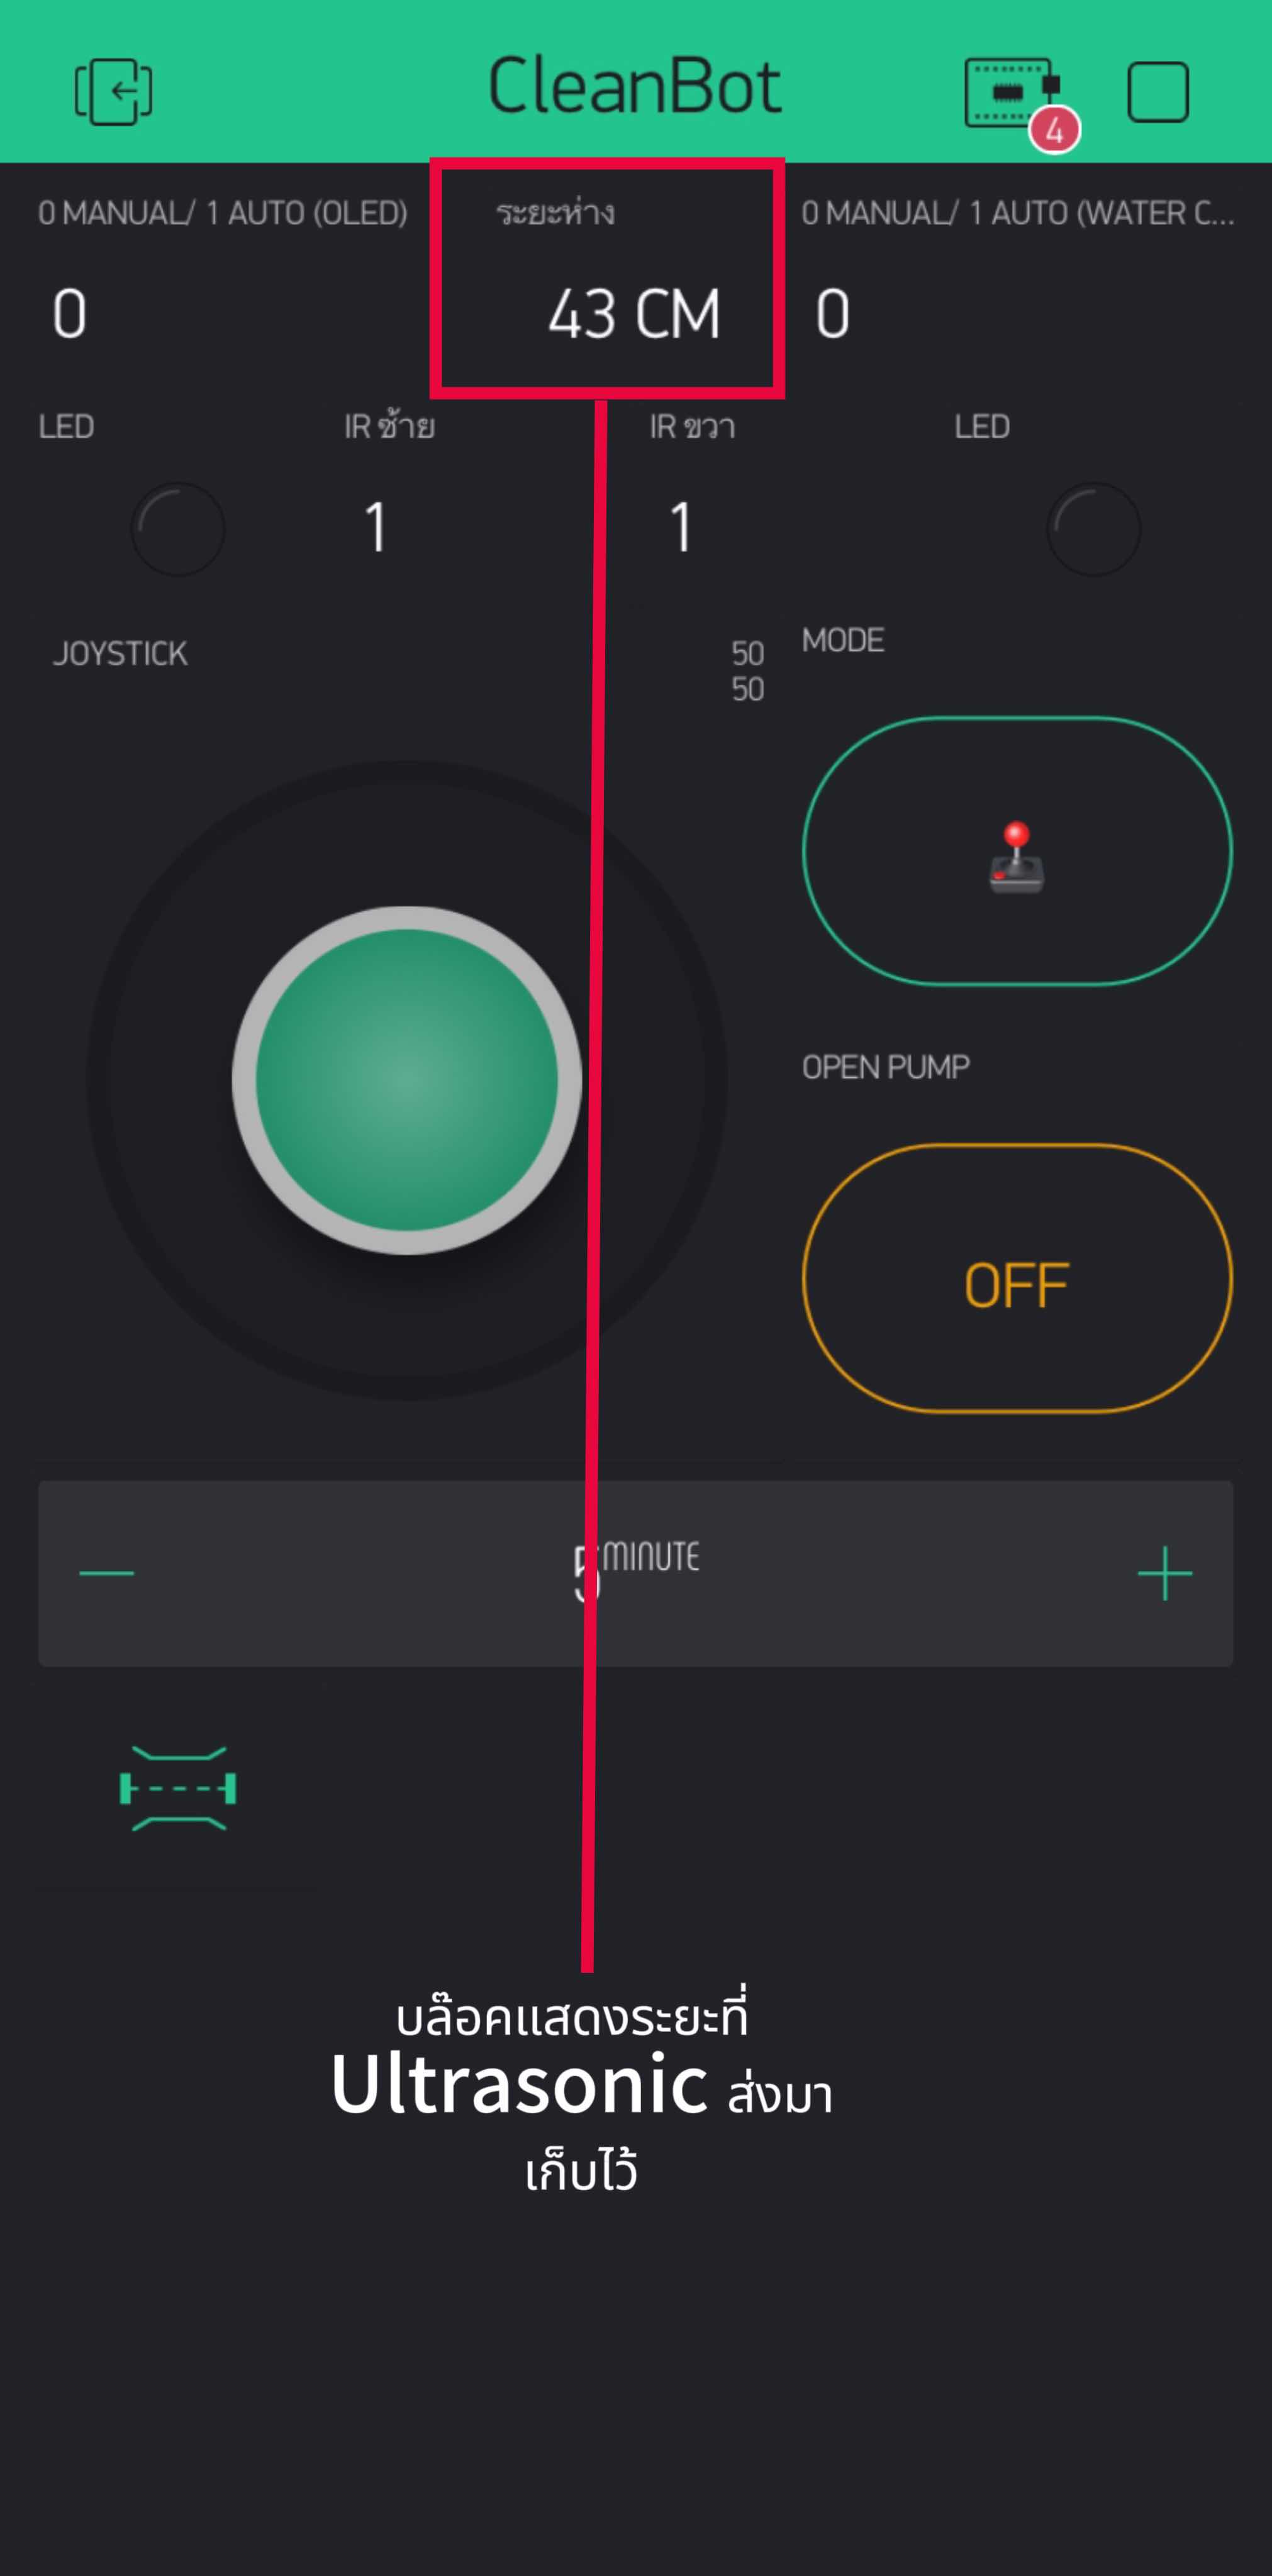 CleanBot
4
0 MANUAL/ 1 AUTO (OLED)
ระยะห่าง
0 MANUAL/ 1 AUTO (WATER C...
0
43 CM
0
LED
IR ซ้าย
IR ขวา
LED
1
1
JOYSTICK
50
50
MODE
OPEN PUMP
OFF
5 MINUTE
บล๊อคแสดงระยะที่
Ultrasonic ส่งมา
เก็บไว้